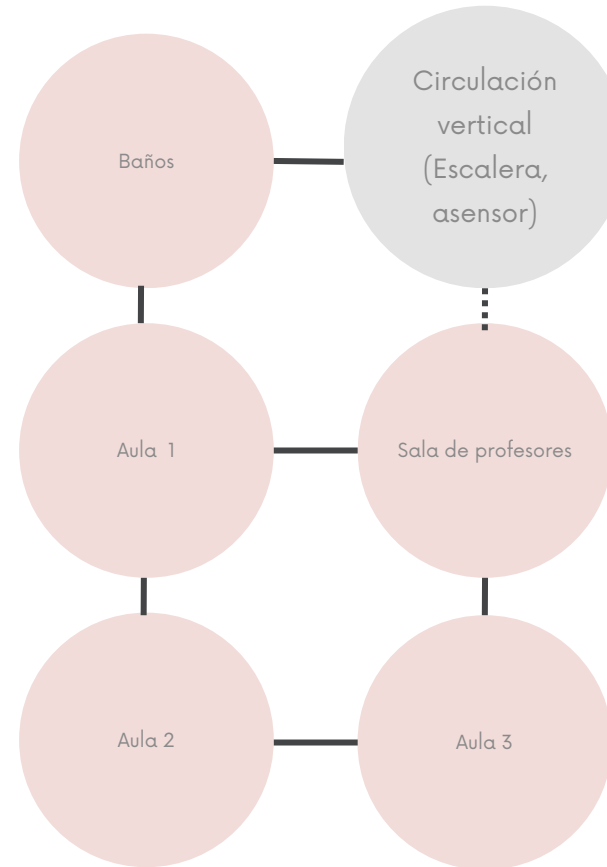 Circulación
vertical
(Escalera,
asensor)
Baños
Aula 1
Sala de profesores
Aula 2
Aula 3